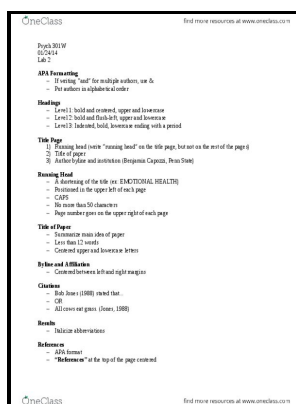 OneClass
find more resources at www.oneclass.com
Psych 301W
01/24/14
Lab 2
APA Formatting
– If writing "and" for multiple authors, use &
– Put authors in alphabetical order
Headings
– Level 1: bold and centered, upper and lowercase
– Level 2: bold and flush-left, upper and lowercase
– Level 3: Indented, bold, lowercase ending with a period
Title Page
1) Running head (write "running head" on the title page, but not on the rest of the pages)
2) Title of paper
3) Author byline and institution (Benjamin Capozzi, Penn State)
Running Head
– A shortening of the title (ex: EMOTIONAL HEALTH)
– Positioned in the upper left of each page
– CAPS
– No more than 50 characters
– Page number goes on the upper right of each page
Title of Paper
– Summarize main idea of paper
– Less than 12 words
– Centered upper and lowercase letters
Byline and Affiliation
– Centered between left and right margins
Citations
– Bob Jones (1988) stated that...
– OR
– All cows eat grass. (Jones, 1988)
Results
– Italicize abbreviations
References
– APA format
– "References" at the top of the page centered
OneClass
find more resources at www.oneclass.com